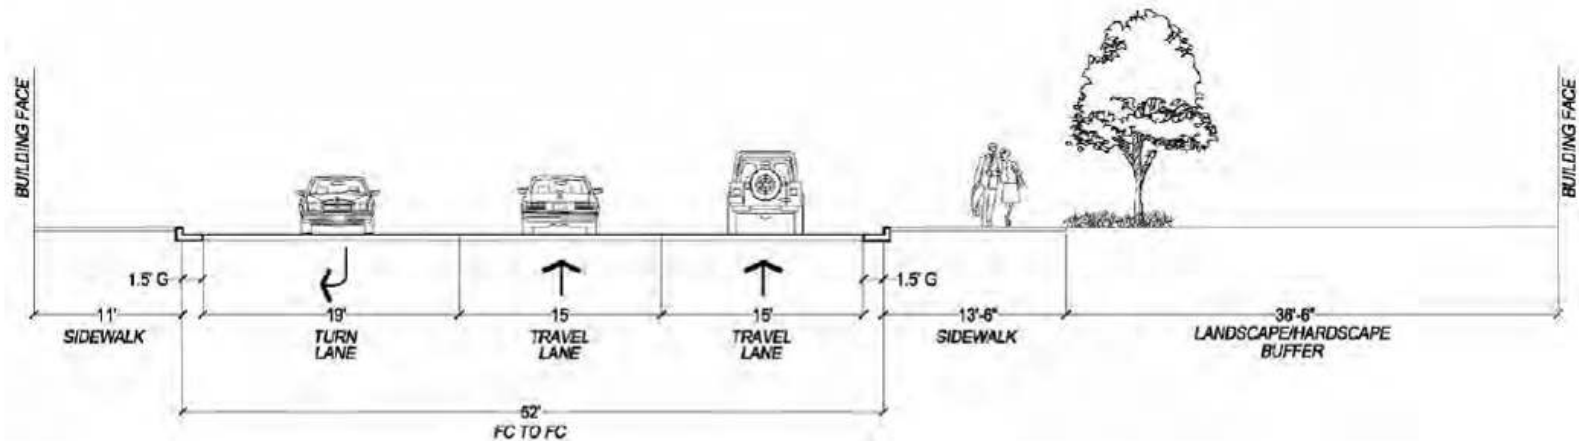 BUILDING FACE
BUILDING FACE
1.5' G
1.5' G
11'
SIDEWALK
19'
TURN
LANE
15'
TRAVEL
LANE
15'
TRAVEL
LANE
13'-6"
SIDEWALK
36'-6"
LANDSCAPE/HARDSCAPE
BUFFER
52'
FC TO FC